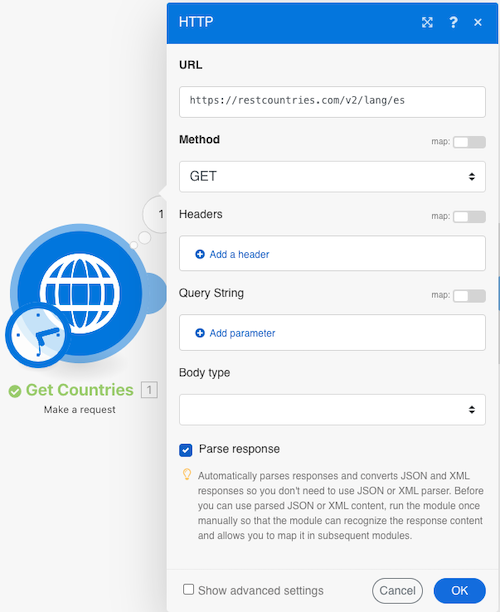 HTTP
?
URL
https://restcountries.com/v2/lang/es
Method
map:
GET
Headers
map:
Add a header
Query String
map:
Add parameter
Body type
Parse response
Automatically parses responses and converts JSON and XML
responses so you don't need to use JSON or XML parser. Before
you can use parsed JSON or XML content, run the module once
manually so that the module can recognize the response content
and allows you to map it in subsequent modules.
Show advanced settings
Cancel
OK
1
Get Countries
1
Make a request